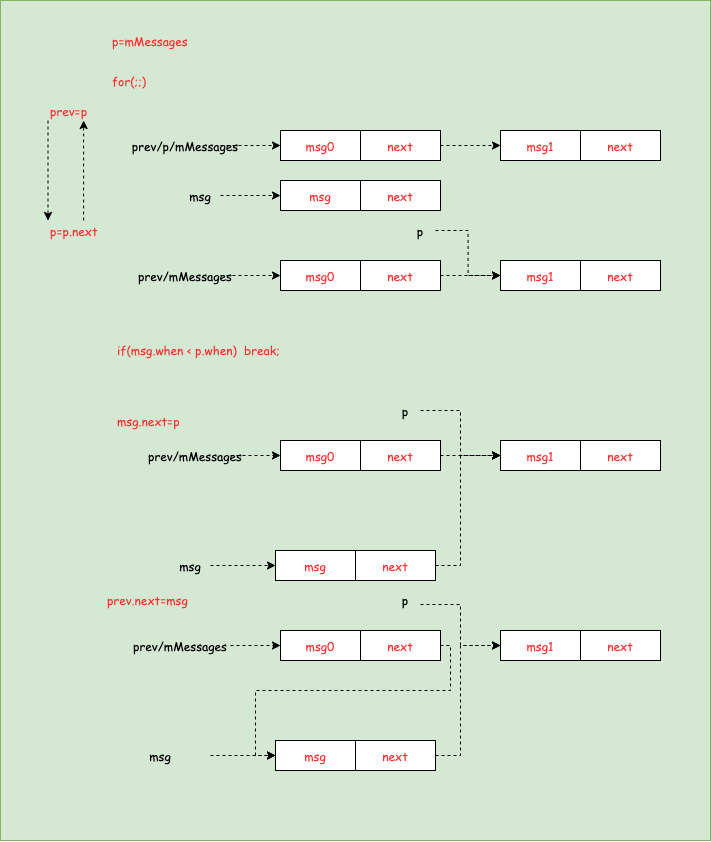 p=mMessages
for(;;)
prev=p
prev/p/mMessages msg0 next msg1 next
msg msg next
p=p.next p
prev/mMessages msg0 next msg1 next
if(msg.when < p.when) break;
p
msg.next=p
prev/mMessages msg0 next msg1 next
msg msg next
prev.next=msg p
prev/mMessages msg0 next msg1 next
msg msg next